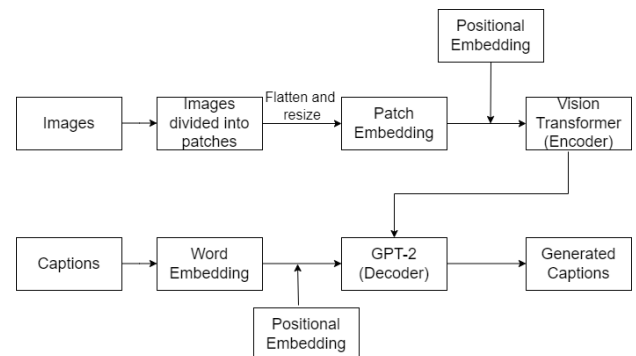 Positional
Embedding
Images
Images
divided into
patches
Flatten and
resize
Patch
Embedding
Vision
Transformer
(Encoder)
Captions
Word
Embedding
GPT-2
(Decoder)
Generated
Captions
Positional
Embedding